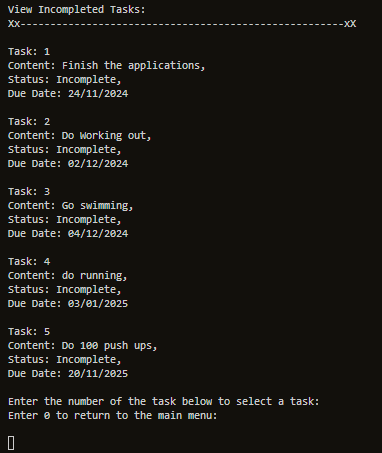 View Incompleted Tasks:
Xx------------------------------------------------------xX
Task: 1
Content: Finish the applications,
Status: Incomplete,
Due Date: 24/11/2024
Task: 2
Content: Do Working out,
Status: Incomplete,
Due Date: 02/12/2024
Task: 3
Content: Go swimming,
Status: Incomplete,
Due Date: 04/12/2024
Task: 4
Content: do running,
Status: Incomplete,
Due Date: 03/01/2025
Task: 5
Content: Do 100 push ups,
Status: Incomplete,
Due Date: 20/11/2025
Enter the number of the task below to select a task:
Enter 0 to return to the main menu: